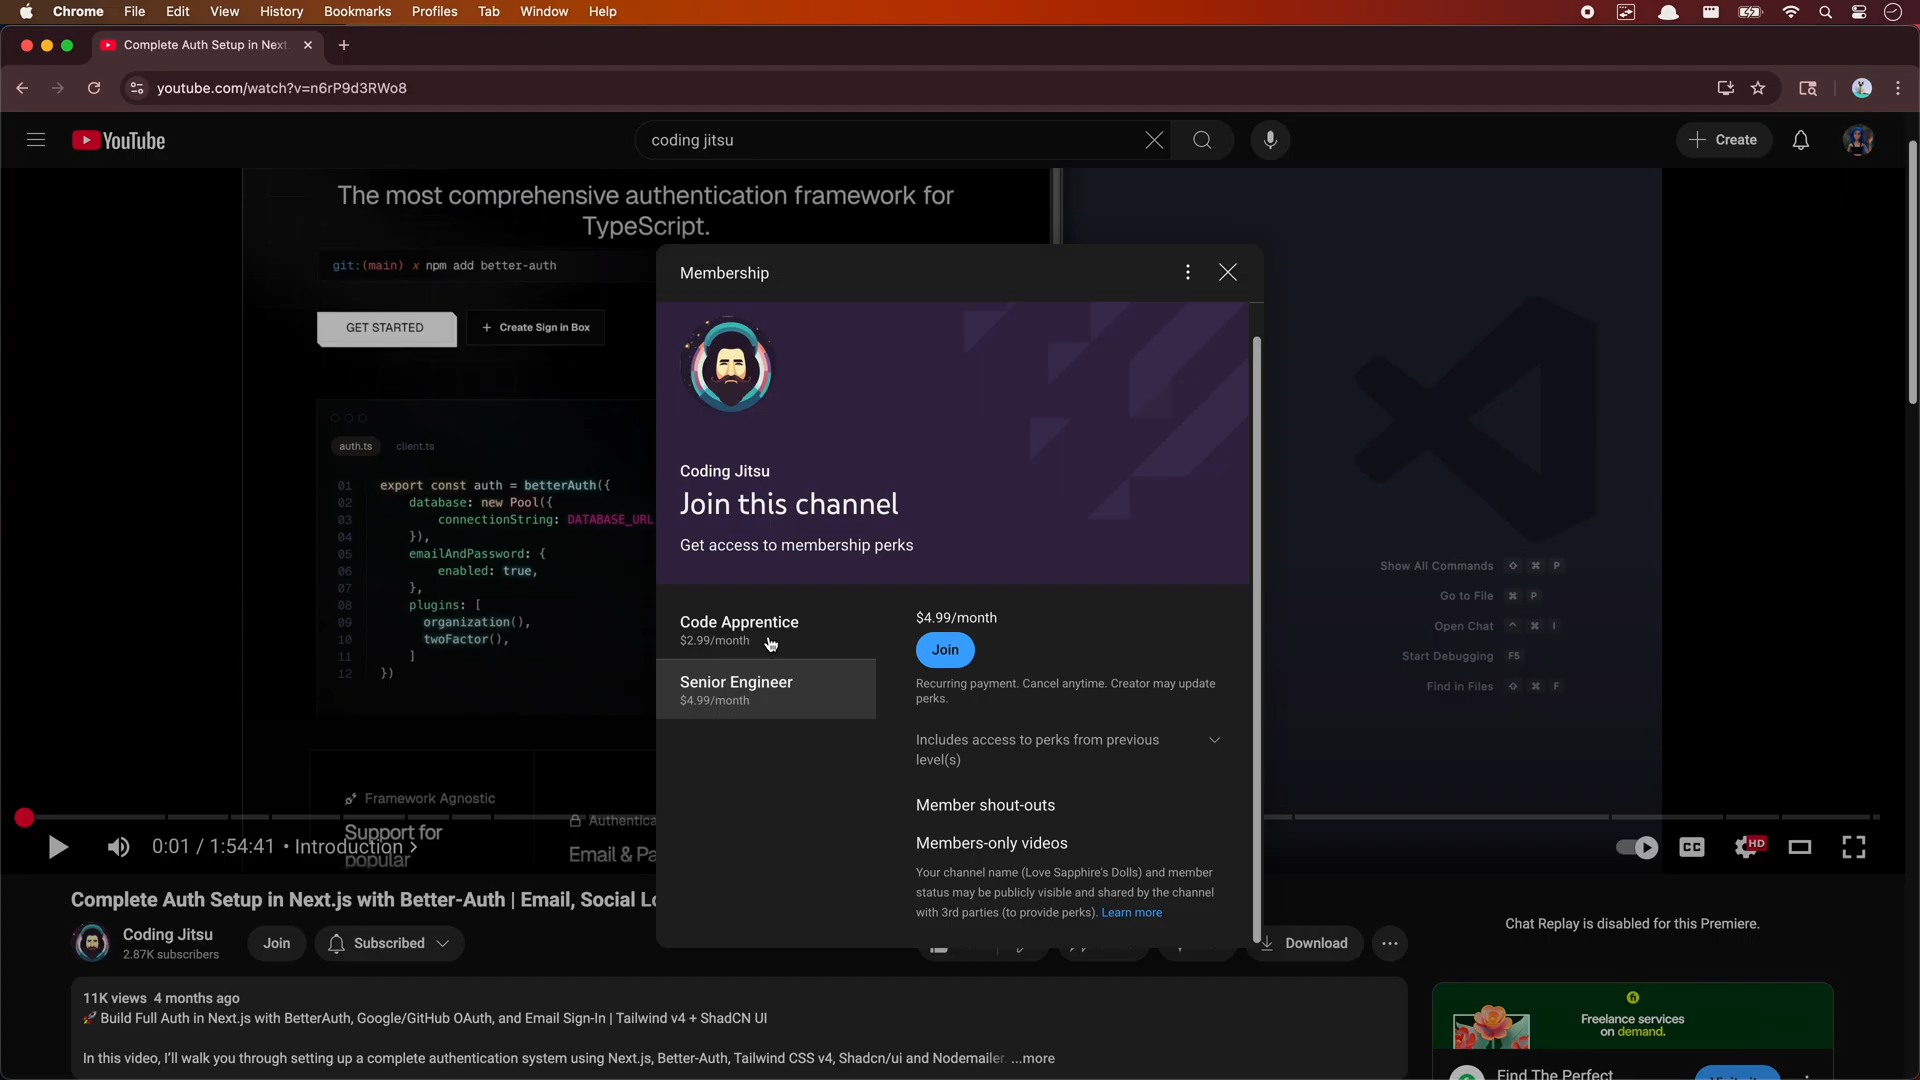 Chrome File Edit View History Bookmarks Profiles Tab Window Help
Complete Auth Setup in Next
youtube.com/watch?v=n6rP9d3RWo8
YouTube
coding jitsu
Create
The most comprehensive authentication framework for
TypeScript.
git:(main) x npm add better-auth
GET STARTED
+ Create Sign in Box
auth.ts client.ts
01 export const auth = betterAuth({
02 database: new Pool({
03 connectionString: DATABASE_URL
04 }),
05 emailAndPassword: {
06 enabled: true,
07 },
08 plugins: [
09 organization(),
10 twoFactor(),
11 ]
12 })
Framework Agnostic
Support for
popular
Authentica
Email & Pa
Membership
Coding Jitsu
Join this channel
Get access to membership perks
Code Apprentice
$2.99/month
Senior Engineer
$4.99/month
$4.99/month
Join
Recurring payment. Cancel anytime. Creator may update
perks.
Includes access to perks from previous
level(s)
Member shout-outs
Members-only videos
Your channel name (Love Sapphire's Dolls) and member
status may be publicly visible and shared by the channel
with 3rd parties (to provide perks). Learn more
Show All Commands ⇧ ⌘ P
Go to File ⌘ P
Open Chat ^ ⌘ I
Start Debugging F5
Find in Files ⇧ ⌘ F
0:01 / 1:54:41 • Introduction >
CC
HD
Complete Auth Setup in Next.js with Better-Auth | Email, Social Lo
Coding Jitsu
2.87K subscribers
Join
Subscribed
Download
Chat Replay is disabled for this Premiere.
11K views 4 months ago
🚀 Build Full Auth in Next.js with BetterAuth, Google/GitHub OAuth, and Email Sign-In | Tailwind v4 + ShadCN UI
In this video, I'll walk you through setting up a complete authentication system using Next.js, Better-Auth, Tailwind CSS v4, Shadcn/ui and Nodemailer. ...more
fi
Freelance services
on demand.
Find The Perfect